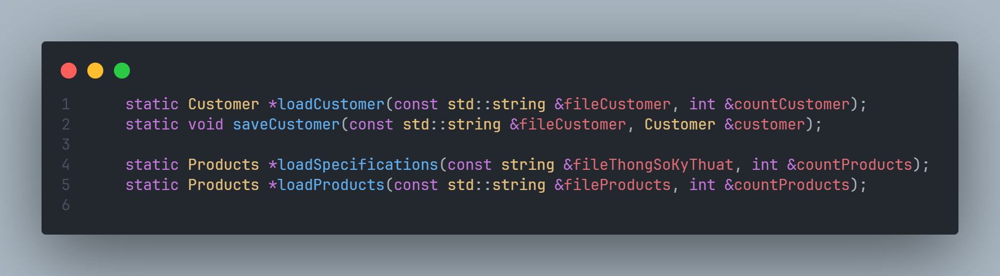 1 static Customer *loadCustomer(const std::string &fileCustomer, int &countCustomer);
2 static void saveCustomer(const std::string &fileCustomer, Customer &customer);
3
4 static Products *loadSpecifications(const string &fileThongSoKyThuat, int &countProducts);
5 static Products *loadProducts(const std::string &fileProducts, int &countProducts);
6